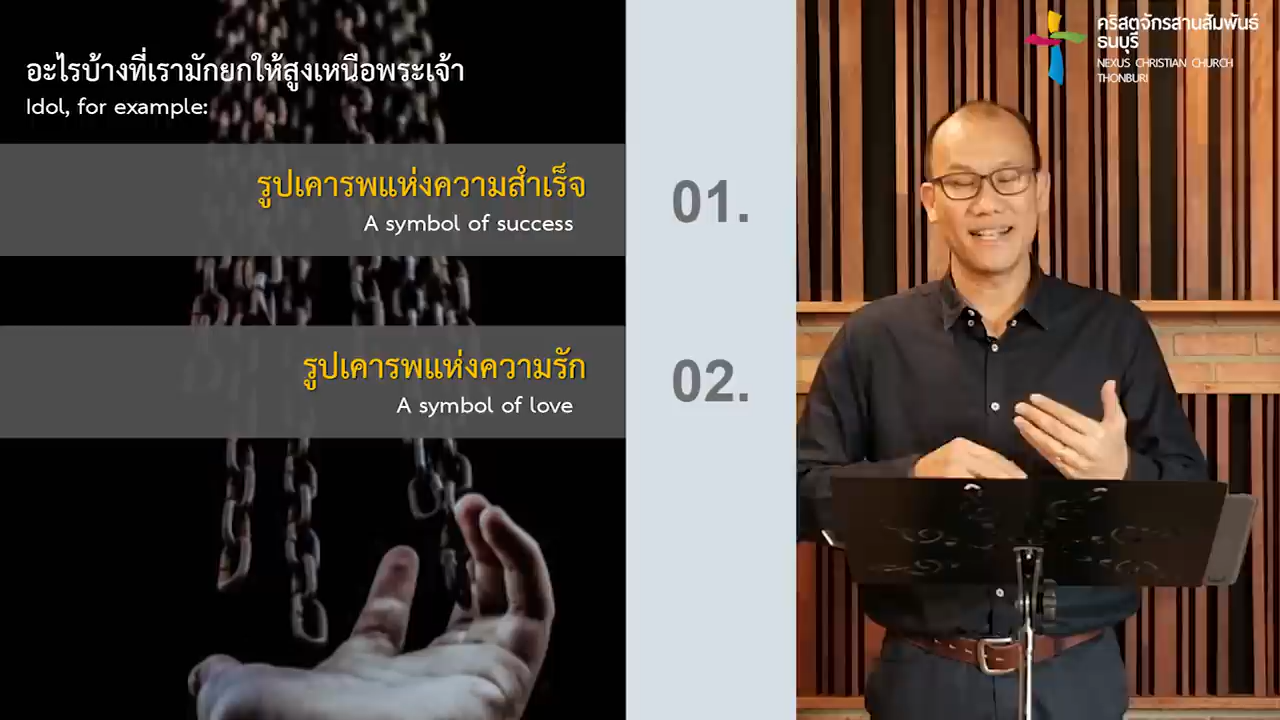 อะไรบ้างที่เรามักยกให้สูงเหนือพระเจ้า
Idol, for example:
รูปเคารพแห่งความสำเร็จ
A symbol of success
01.
รูปเคารพแห่งความรัก
A symbol of love
02.
คริสตจักรสานสัมพันธ์
ธนบุรี
NEXUS CHRISTIAN CHURCH
THONBURI